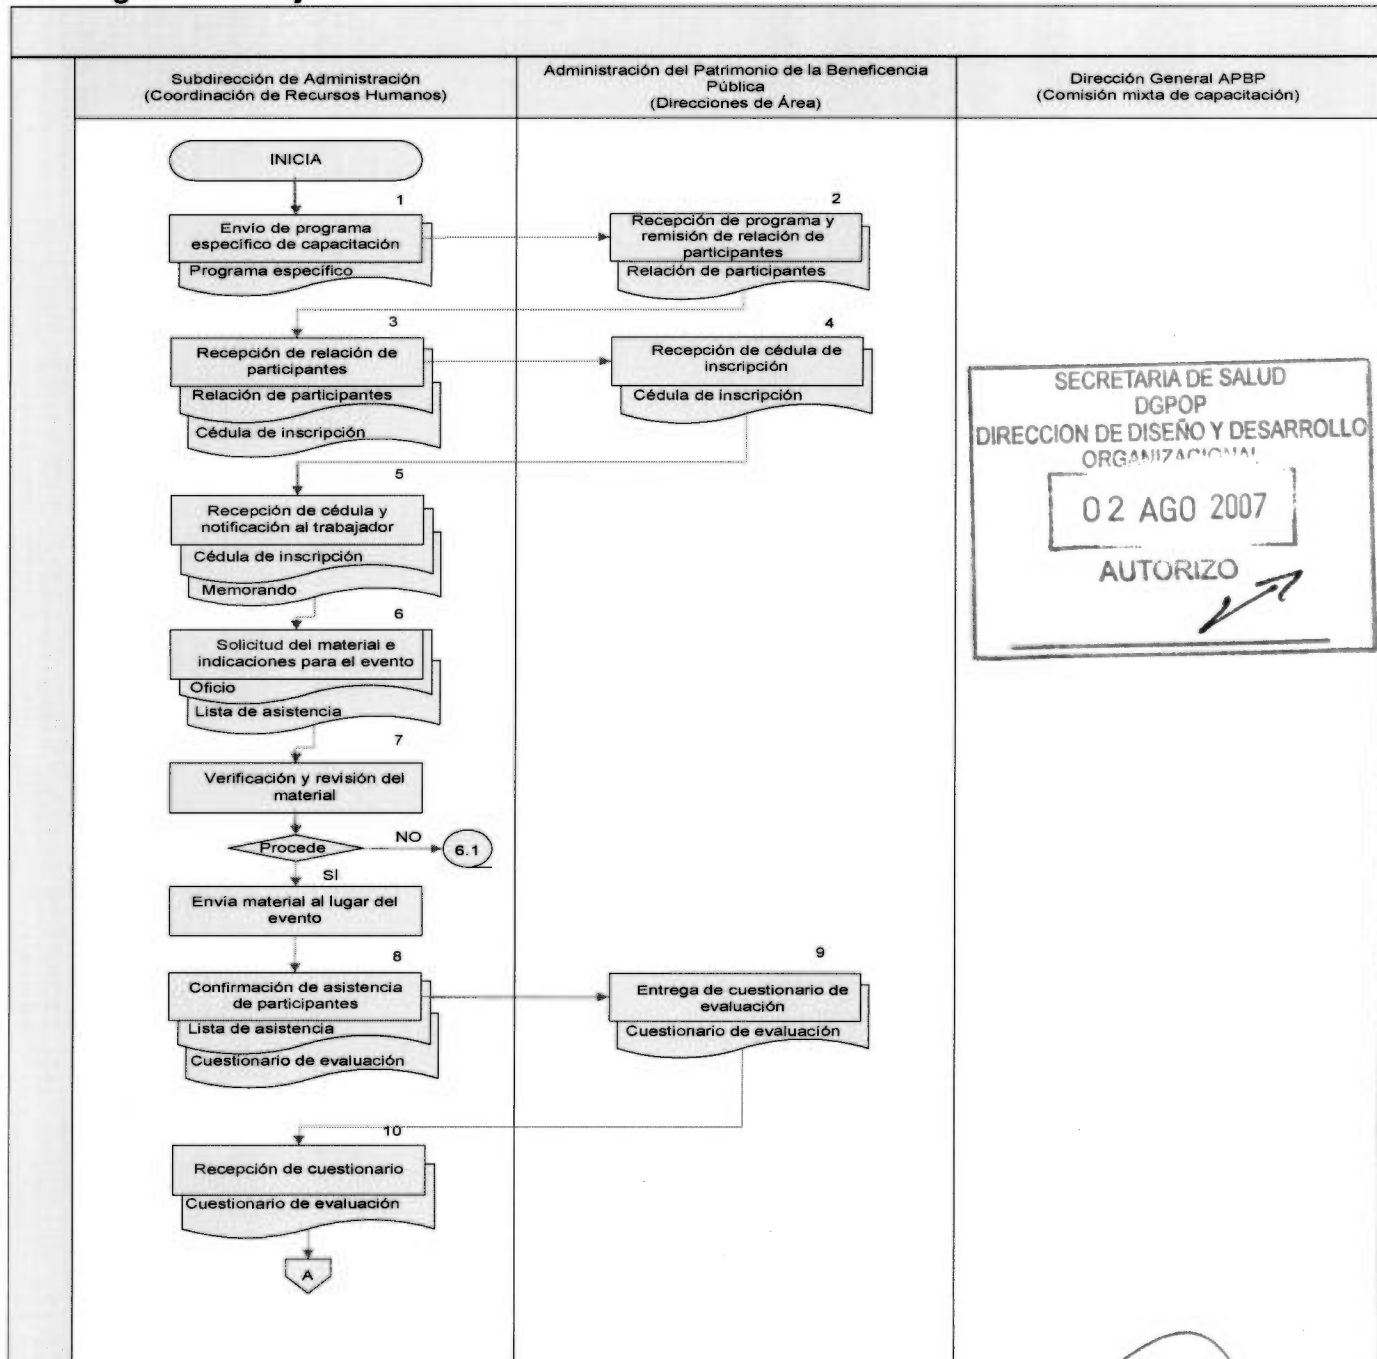 Subdirección de Administración
(Coordinación de Recursos Humanos)
Administración del Patrimonio de la Beneficencia
Pública
(Direcciones de Área)
Dirección General APBP
(Comisión mixta de capacitación)
INICIA
1
Envío de programa
específico de capacitación
Programa específico
2
Recepción de programa y
remisión de relación de
participantes
Relación de participantes
3
Recepción de relación de
participantes
Relación de participantes
Cédula de inscripción
4
Recepción de cédula de
inscripción
Cédula de inscripción
5
Recepción de cédula y
notificación al trabajador
Cédula de inscripción
Memorando
6
Solicitud del material e
indicaciones para el evento
Oficio
Lista de asistencia
7
Verificación y revisión del
material
Procede
NO
6.1
SI
Envía material al lugar del
evento
8
Confirmación de asistencia
de participantes
Lista de asistencia
Cuestionario de evaluación
9
Entrega de cuestionario de
evaluación
Cuestionario de evaluación
10
Recepción de cuestionario
Cuestionario de evaluación
A
SECRETARIA DE SALUD
DGPOP
DIRECCION DE DISEÑO Y DESARROLLO
ORGANIZACIONAL
02 AGO 2007
AUTORIZO